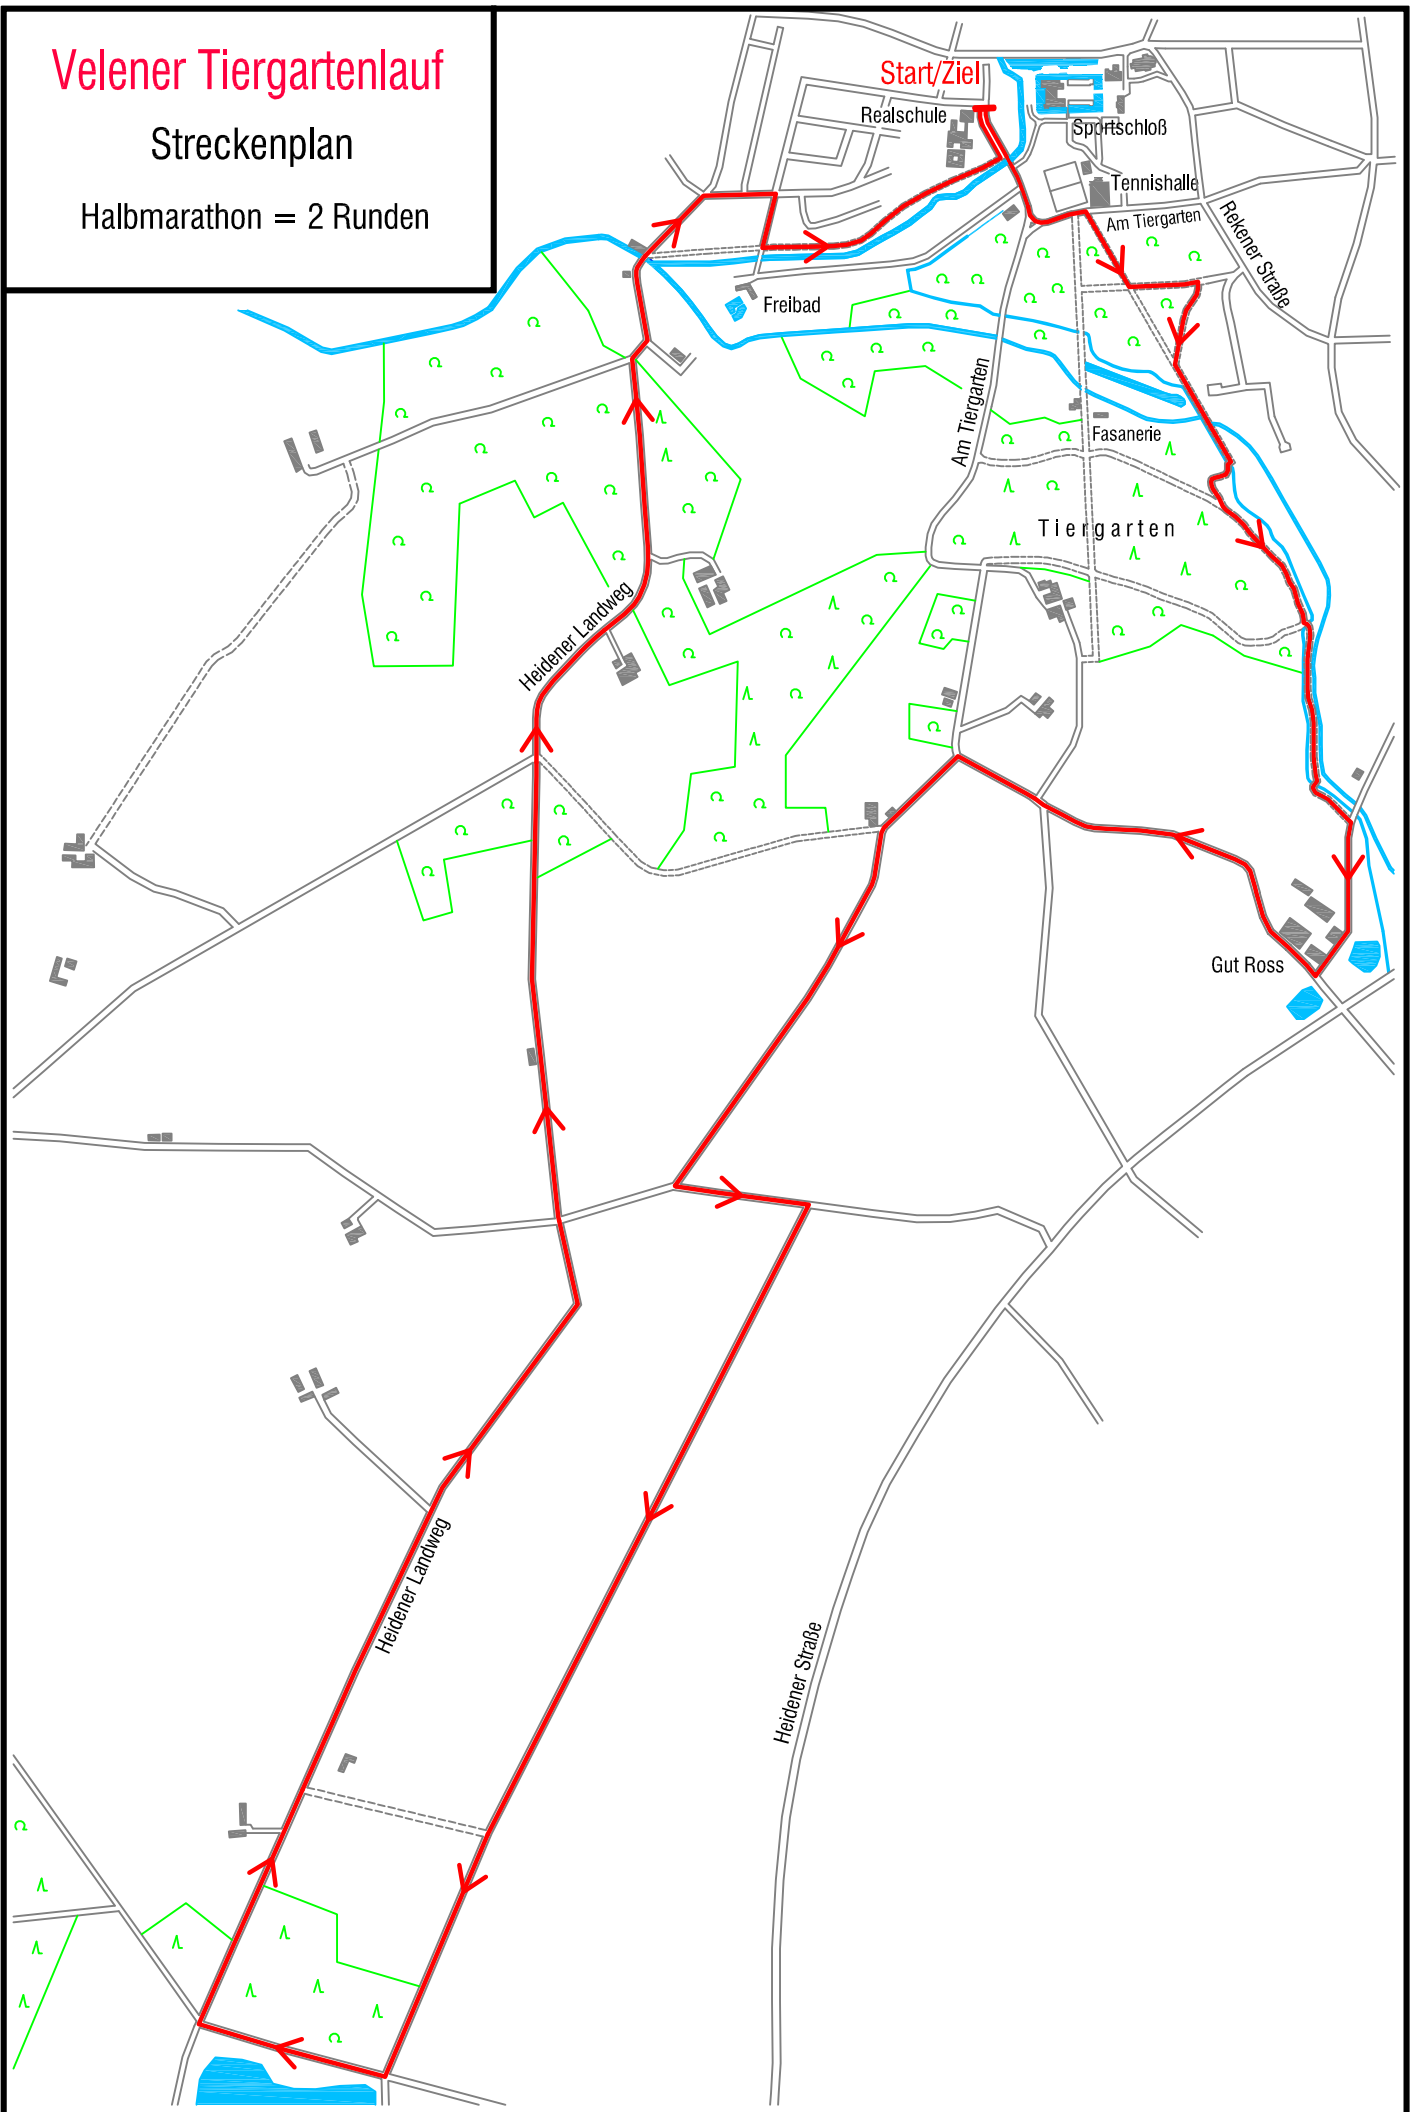 Velener Tiergartenlauf
Streckenplan
Halbmarathon = 2 Runden
Start/Ziel
Realschule
Sportschloß
Tennishalle
Am Tiergarten
Rekener Straße
Freibad
Am Tiergarten
Fasanerie
Tiergarten
Heidener Landweg
Gut Ross
Heidener Landweg
Heidener Straße